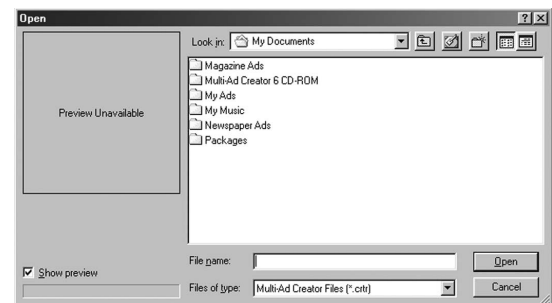 Open
Look in: My Documents
Preview Unavailable
Magazine Ads
Multi-Ad Creator 6 CD-ROM
My Ads
My Music
Newspaper Ads
Packages
Show preview
File name:
Open
Files of type: Multi-Ad Creator Files (*.crtr)
Cancel